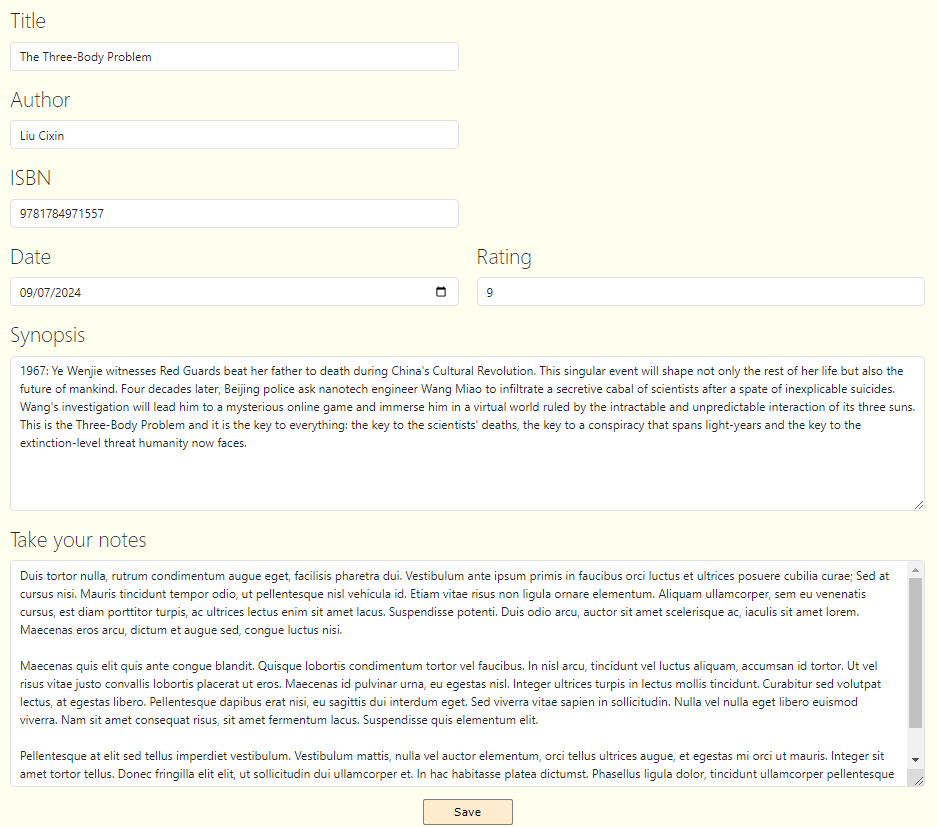 Title
The Three-Body Problem
Author
Liu Cixin
ISBN
9781784971557
Date
Rating
09/07/2024
9
Synopsis
1967: Ye Wenjie witnesses Red Guards beat her father to death during China's Cultural Revolution. This singular event will shape not only the rest of her life but also the
future of mankind. Four decades later, Beijing police ask nanotech engineer Wang Miao to infiltrate a secretive cabal of scientists after a spate of inexplicable suicides.
Wang's investigation will lead him to a mysterious online game and immerse him in a virtual world ruled by the intractable and unpredictable interaction of its three suns.
This is the Three-Body Problem and it is the key to everything: the key to the scientists' deaths, the key to a conspiracy that spans light-years and the key to the
extinction-level threat humanity now faces.
Take your notes
Duis tortor nulla, rutrum condimentum augue eget, facilisis pharetra dui. Vestibulum ante ipsum primis in faucibus orci luctus et ultrices posuere cubilia curae; Sed at
cursus nisi. Mauris tincidunt tempor odio, ut pellentesque nisl vehicula id. Etiam vitae risus non ligula ornare elementum. Aliquam ullamcorper, sem eu venenatis
cursus, est diam porttitor turpis, ac ultrices lectus enim sit amet lacus. Suspendisse potenti. Duis odio arcu, auctor sit amet scelerisque ac, iaculis sit amet lorem.
Maecenas eros arcu, dictum et augue sed, congue luctus nisi.
Maecenas quis elit quis ante congue blandit. Quisque lobortis condimentum tortor vel faucibus. In nisl arcu, tincidunt vel luctus aliquam, accumsan id tortor. Ut vel
risus vitae justo convallis lobortis placerat ut eros. Maecenas id pulvinar urna, eu egestas nisl. Integer ultrices turpis in lectus mollis tincidunt. Curabitur sed volutpat
lectus, at egestas libero. Pellentesque dapibus erat nisi, eu sagittis dui interdum eget. Sed viverra vitae sapien in sollicitudin. Nulla vel nulla eget libero euismod
viverra. Nam sit amet consequat risus, sit amet fermentum lacus. Suspendisse quis elementum elit.
Pellentesque at elit sed tellus imperdiet vestibulum. Vestibulum mattis, nulla vel auctor elementum, orci tellus ultrices augue, et egestas mi orci ut mauris. Integer sit
amet tortor tellus. Donec fringilla elit elit, ut sollicitudin dui ullamcorper et. In hac habitasse platea dictumst. Phasellus ligula dolor, tincidunt ullamcorper pellentesque
Save